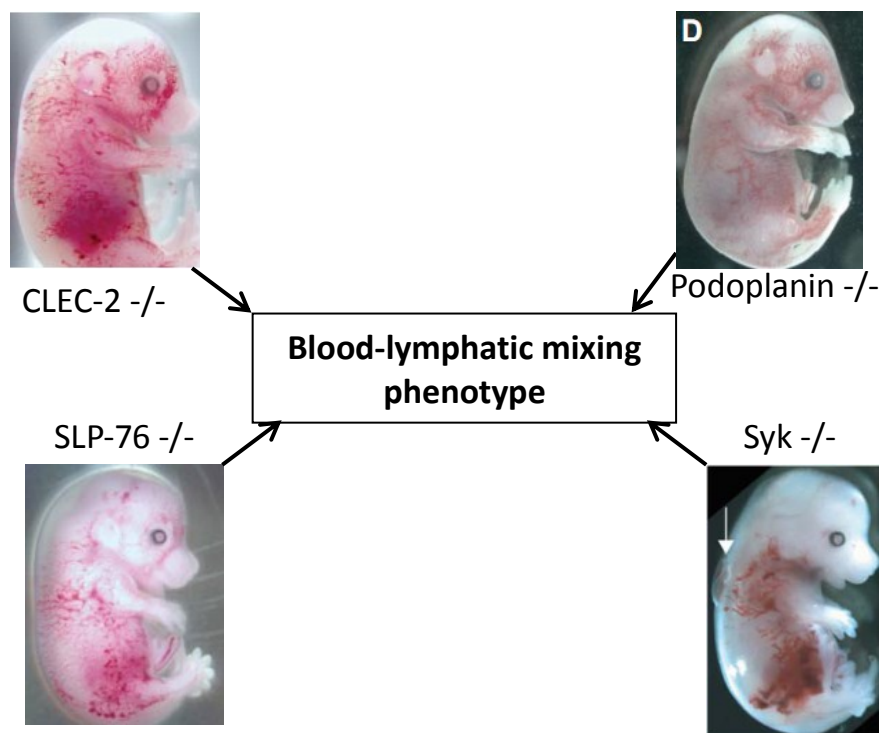 D
CLEC-2 -/-
Podoplanin -/-
Blood-lymphatic mixing
phenotype
SLP-76 -/-
Syk -/-